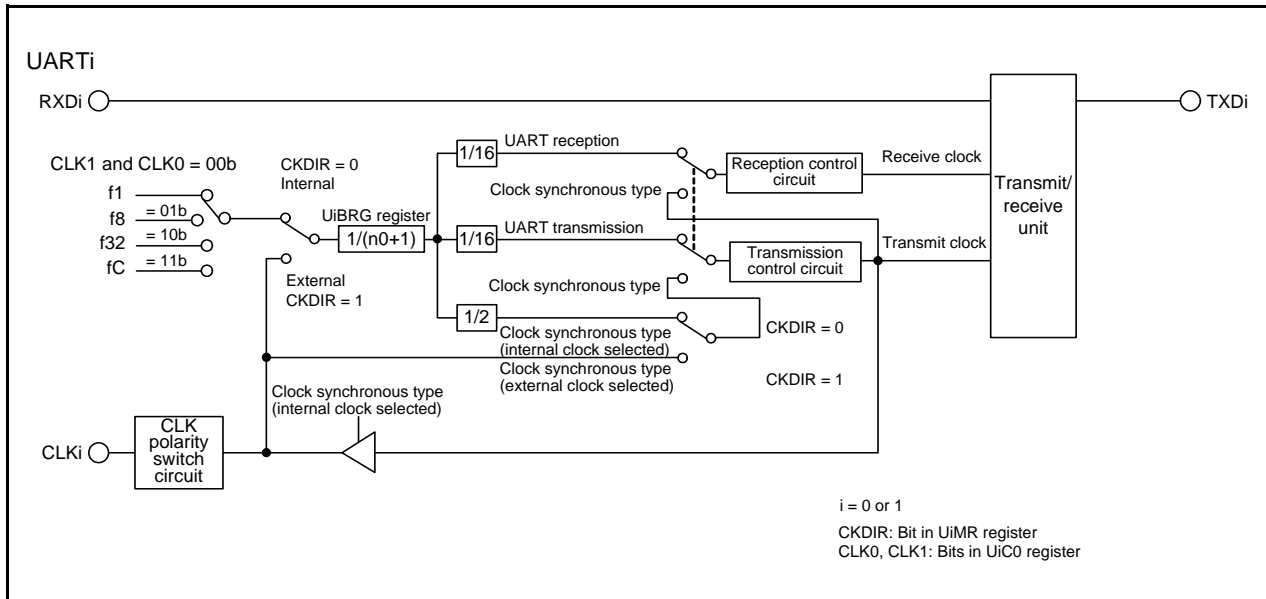 UARTi
RXDi
TXDi
CLK1 and CLK0 = 00b
f1
f8
= 01b
f32
= 10b
fC
= 11b
CKDIR = 0
Internal
External
CKDIR = 1
UiBRG register
1/(n0+1)
1/16
UART reception
Clock synchronous type
1/16
UART transmission
Clock synchronous type
1/2
Clock synchronous type
(internal clock selected)
Clock synchronous type
(external clock selected)
CKDIR = 0
CKDIR = 1
Reception control
circuit
Receive clock
Transmission
control circuit
Transmit clock
Transmit/
receive
unit
Clock synchronous type
(internal clock selected)
CLKi
CLK
polarity
switch
circuit
i = 0 or 1
CKDIR: Bit in UiMR register
CLK0, CLK1: Bits in UiC0 register